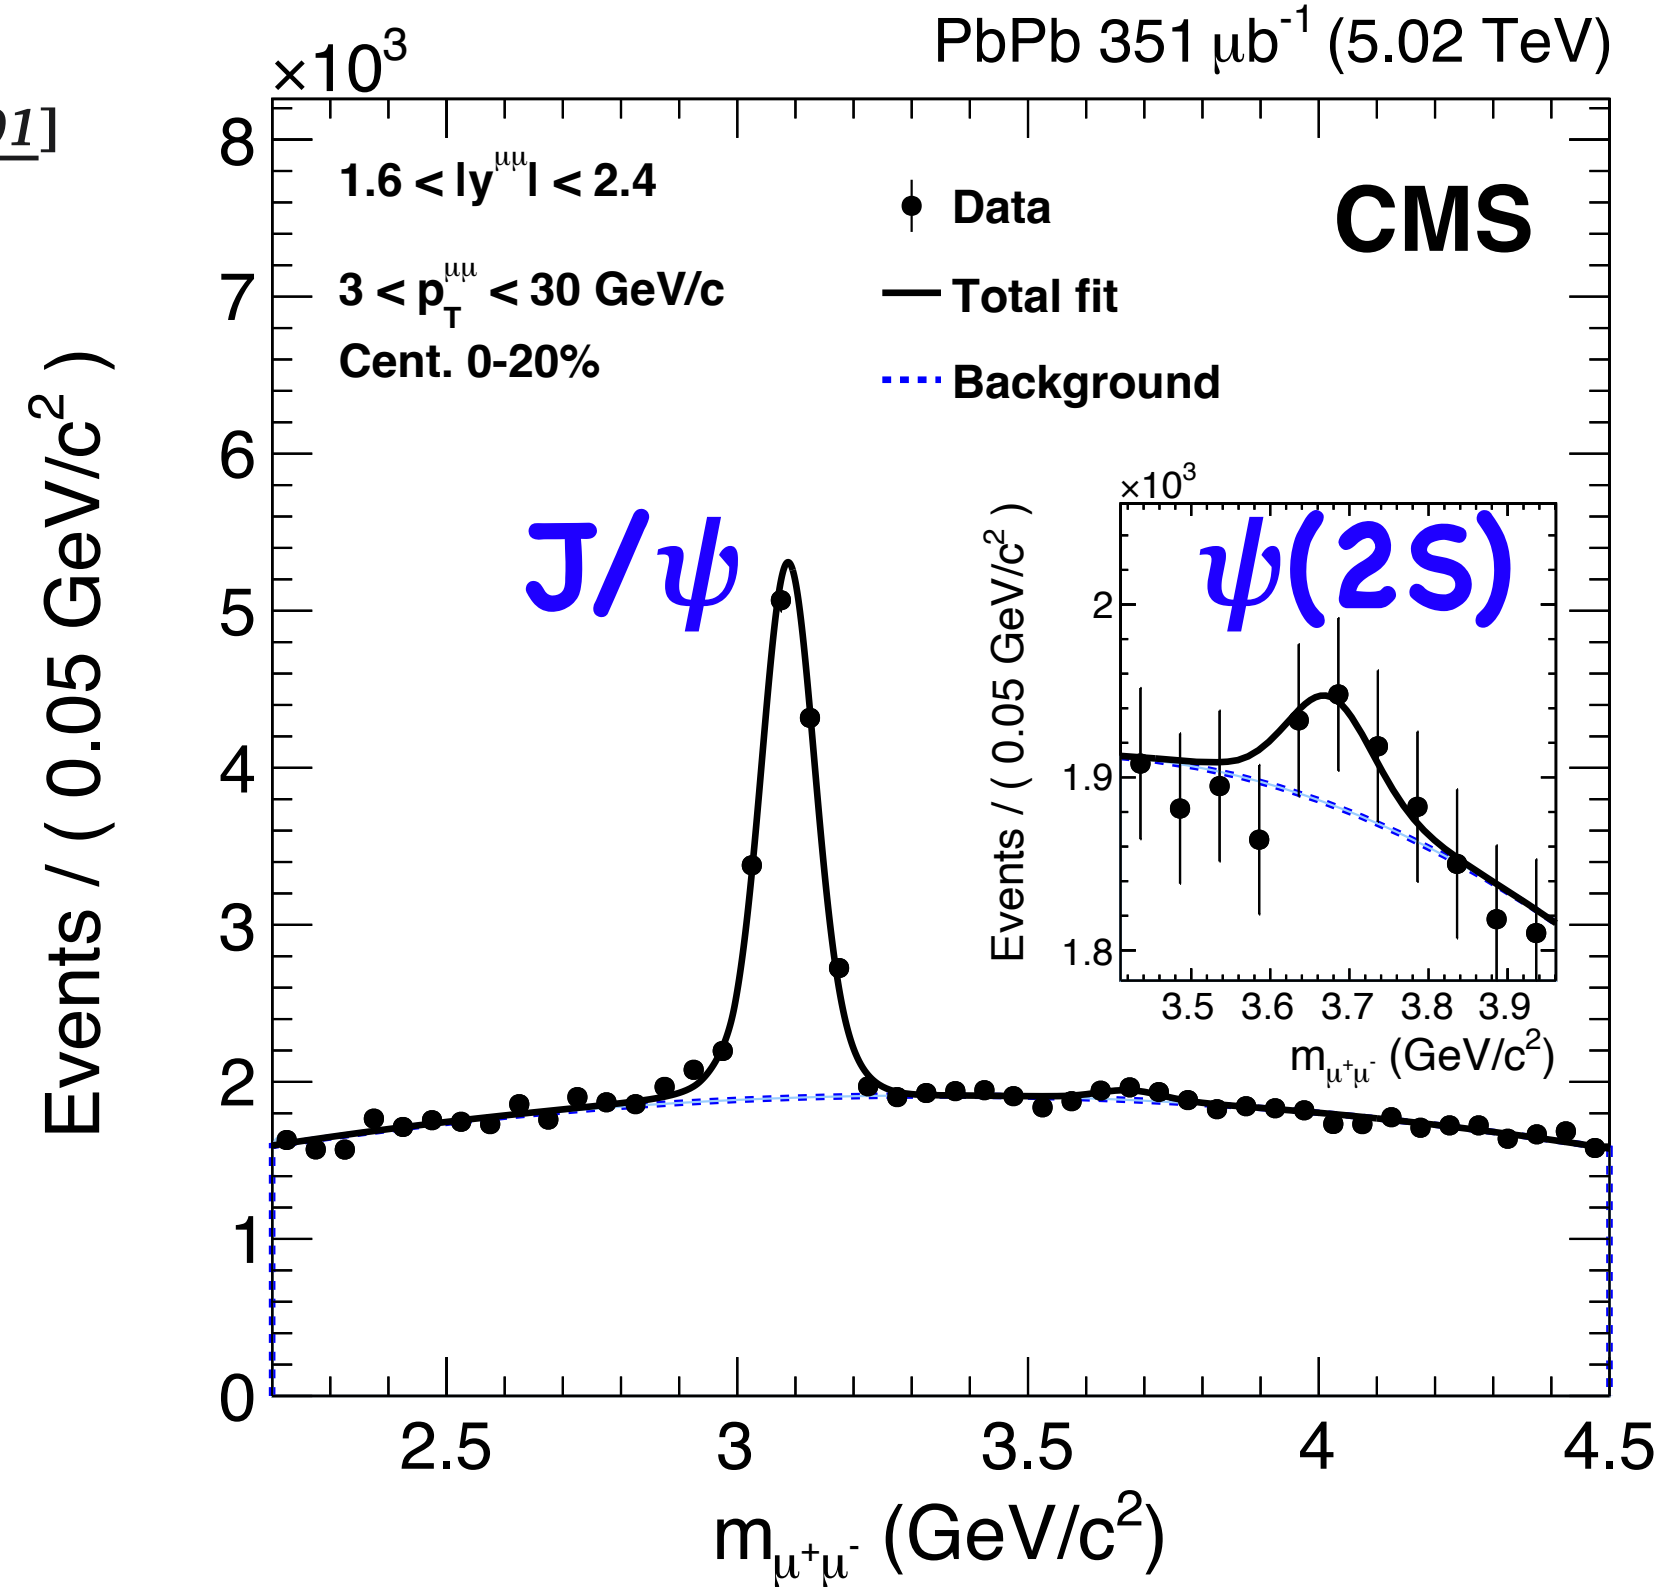 PbPb 351 μb⁻¹ (5.02 TeV)
×10³
91]
1.6 < |y^μμ| < 2.4
3 < p_T^μμ < 30 GeV/c
Cent. 0-20%
Data
Total fit
Background
CMS
J/ψ
ψ(2S)
Events / ( 0.05 GeV/c² )
8
7
6
5
4
3
2
1
0
2.5 3 3.5 4 4.5
m_μ⁺μ⁻ (GeV/c²)
×10³
Events / ( 0.05 GeV/c² )
2
1.9
1.8
3.5 3.6 3.7 3.8 3.9
m_μ⁺μ⁻ (GeV/c²)